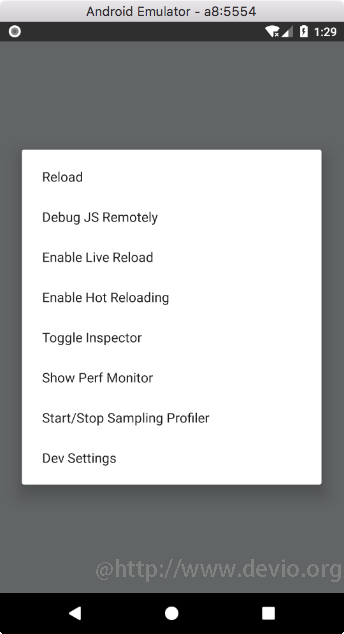 Android Emulator - a8:5554
1:29
Reload
Debug JS Remotely
Enable Live Reload
Enable Hot Reloading
Toggle Inspector
Show Perf Monitor
Start/Stop Sampling Profiler
Dev Settings
@http://www.devio.org